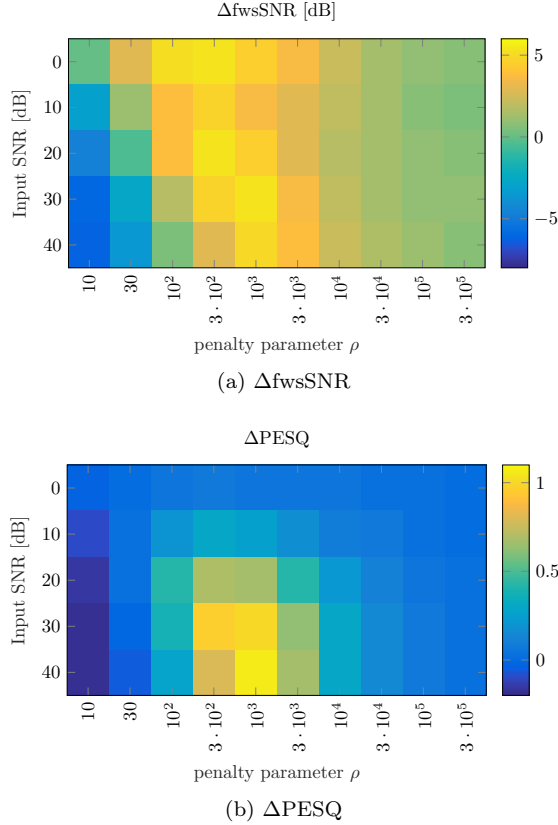 ΔfwsSNR [dB]
Input SNR [dB]
0
10
20
30
40
5
0
−5
10
30
10²
3 · 10²
10³
3 · 10³
10⁴
3 · 10⁴
10⁵
3 · 10⁵
penalty parameter ρ
(a) ΔfwsSNR
ΔPESQ
Input SNR [dB]
0
10
20
30
40
1
0.5
0
10
30
10²
3 · 10²
10³
3 · 10³
10⁴
3 · 10⁴
10⁵
3 · 10⁵
penalty parameter ρ
(b) ΔPESQ